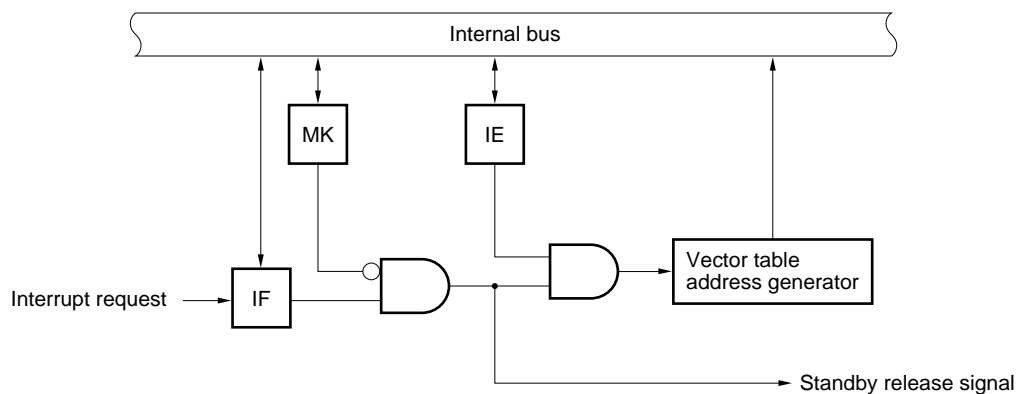 Internal bus
MK
IE
Interrupt request
IF
Vector table
address generator
Standby release signal